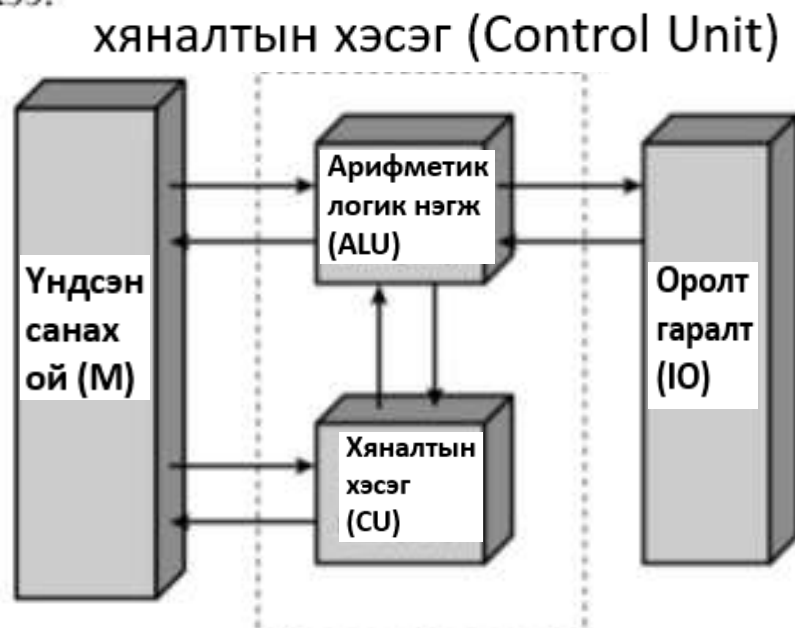 хяналтын хэсэг (Control Unit)
Арифметик
логик нэгж
(ALU)
Үндсэн
санах
ой (M)
Оролт
гаралт
(IO)
Хяналтын
хэсэг
(CU)